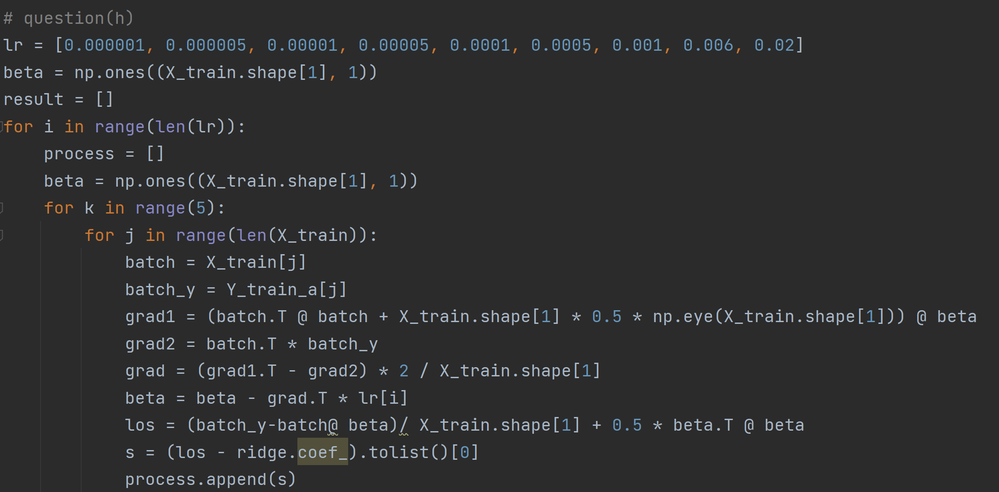 # question(h)
lr = [0.000001, 0.000005, 0.00001, 0.00005, 0.0001, 0.0005, 0.001, 0.006, 0.02]
beta = np.ones((X_train.shape[1], 1))
result = []
for i in range(len(lr)):
    process = []
    beta = np.ones((X_train.shape[1], 1))
    for k in range(5):
        for j in range(len(X_train)):
            batch = X_train[j]
            batch_y = Y_train_a[j]
            grad1 = (batch.T @ batch + X_train.shape[1] * 0.5 * np.eye(X_train.shape[1])) @ beta
            grad2 = batch.T * batch_y
            grad = (grad1.T - grad2) * 2 / X_train.shape[1]
            beta = beta - grad.T * lr[i]
            los = (batch_y-batch@ beta)/ X_train.shape[1] + 0.5 * beta.T @ beta
            s = (los - ridge.coef_).tolist()[0]
            process.append(s)